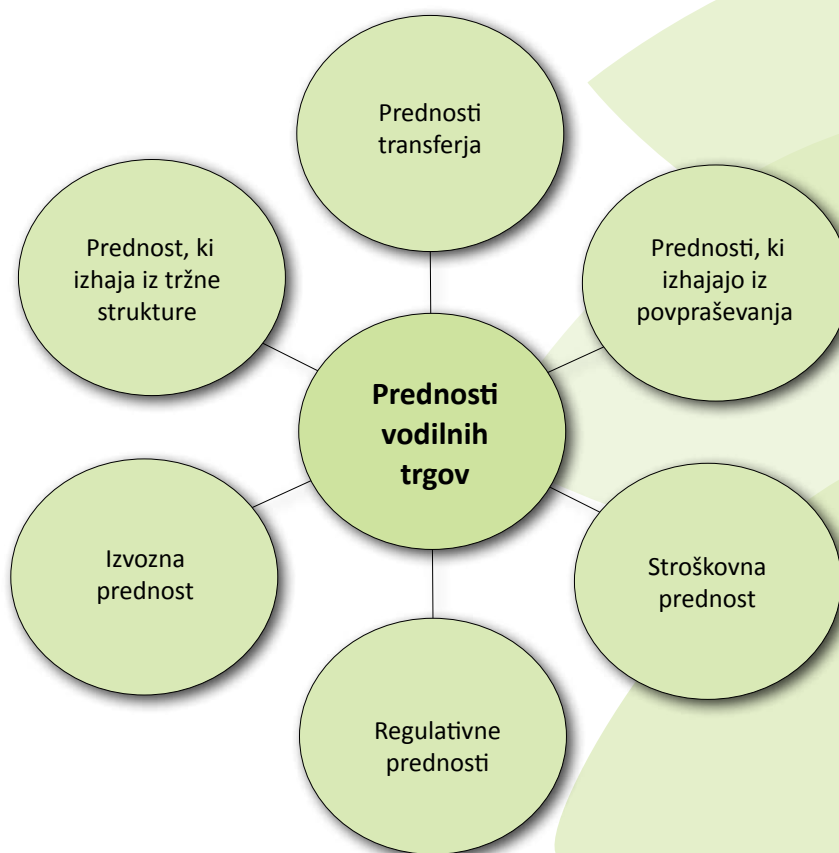 Prednosti
transferja
Prednost, ki
izhaja iz tržne
strukture
Prednosti, ki
izhajajo iz
povpraševanja
Prednosti
vodilnih
trgov
Izvozna
prednost
Stroškovna
prednost
Regulativne
prednosti